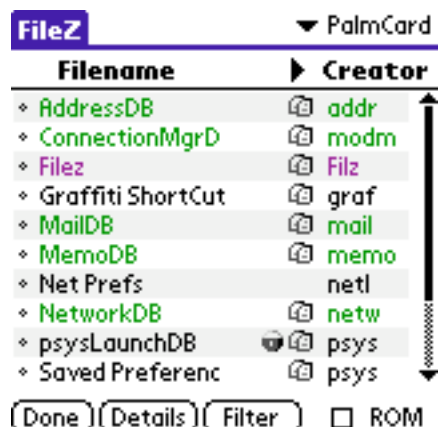 FileZ PalmCard
Filename Creator
AddressDB addr
ConnectionMgrD modm
Filez Filz
Graffiti ShortCut graf
MailDB mail
MemoDB memo
Net Prefs netl
NetworkDB netw
psysLaunchDB psys
Saved Preferenc psys
Done Details Filter ROM